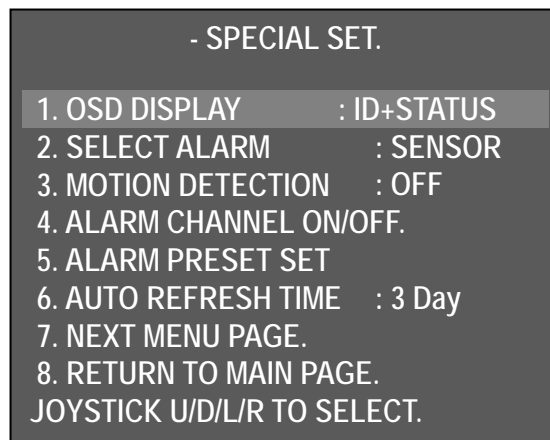 - SPECIAL SET.
1. OSD DISPLAY : ID+STATUS
2. SELECT ALARM : SENSOR
3. MOTION DETECTION : OFF
4. ALARM CHANNEL ON/OFF.
5. ALARM PRESET SET
6. AUTO REFRESH TIME : 3 Day
7. NEXT MENU PAGE.
8. RETURN TO MAIN PAGE.
JOYSTICK U/D/L/R TO SELECT.